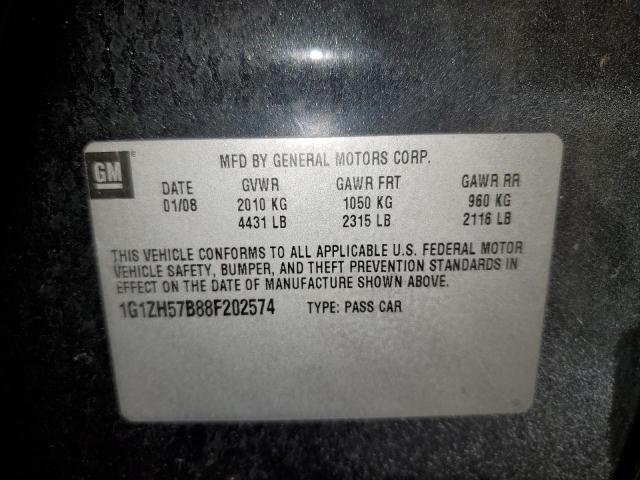 GM
MFD BY GENERAL MOTORS CORP.
DATE GVWR GAWR FRT GAWR RR
01/08 2010 KG 1050 KG 960 KG
4431 LB 2315 LB 2116 LB
THIS VEHICLE CONFORMS TO ALL APPLICABLE U.S. FEDERAL MOTOR
VEHICLE SAFETY, BUMPER, AND THEFT PREVENTION STANDARDS IN
EFFECT ON THE DATE OF MANUFACTURE SHOWN ABOVE.
1G1ZH57B88F202574 TYPE: PASS CAR